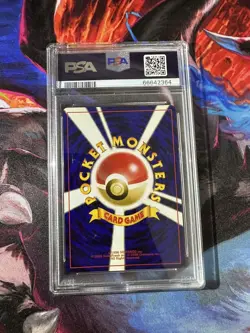 PSA
PSA
66642364
POCKET MONSTERS
CARD GAME